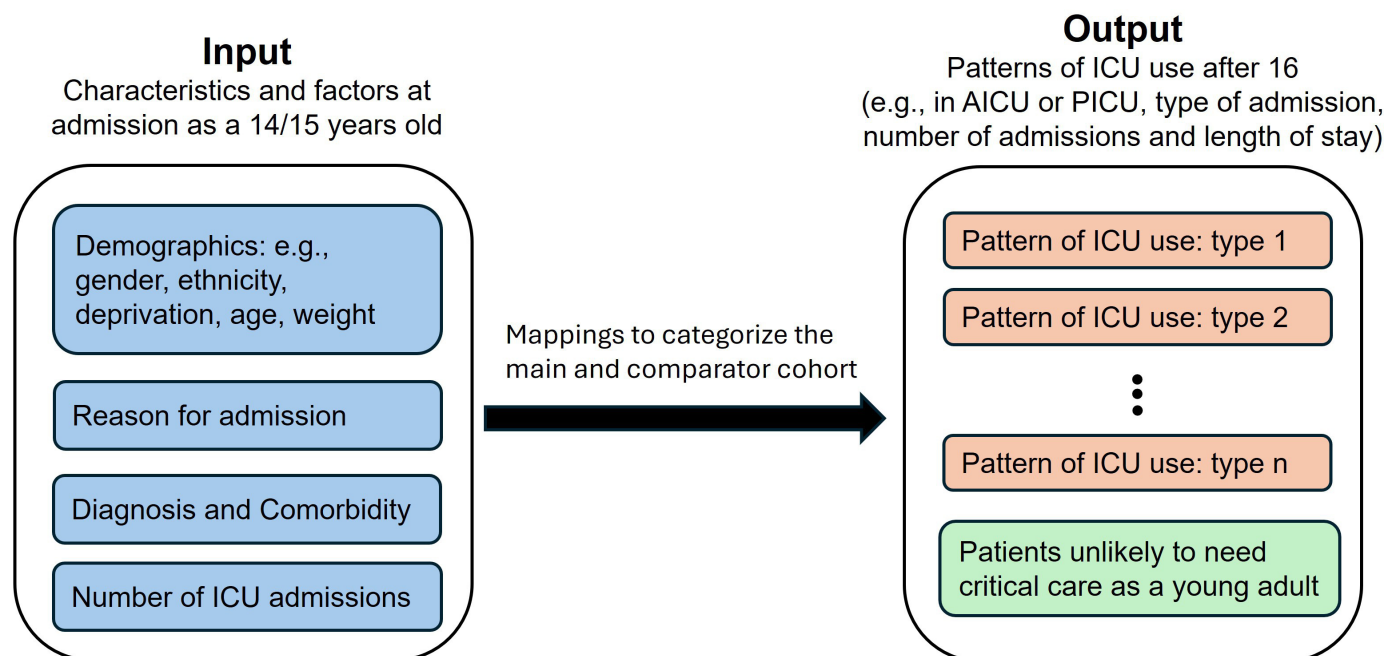 Input
Characteristics and factors at
admission as a 14/15 years old
Demographics: e.g.,
gender, ethnicity,
deprivation, age, weight
Reason for admission
Diagnosis and Comorbidity
Number of ICU admissions
Mappings to categorize the
main and comparator cohort
Output
Patterns of ICU use after 16
(e.g., in AICU or PICU, type of admission,
number of admissions and length of stay)
Pattern of ICU use: type 1
Pattern of ICU use: type 2
Pattern of ICU use: type n
Patients unlikely to need
critical care as a young adult